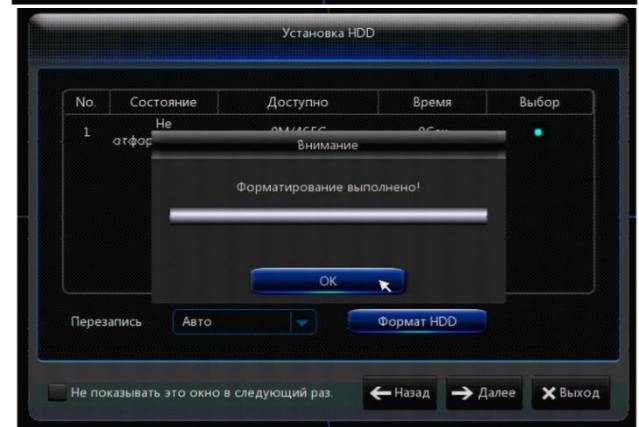 Установка HDD
No. Состояние Доступно Время Выбор
1 Не
Внимание
Форматирование выполнено!
OK
Перезапись Авто Формат HDD
Не показывать это окно в следующий раз. Назад Далее Выход